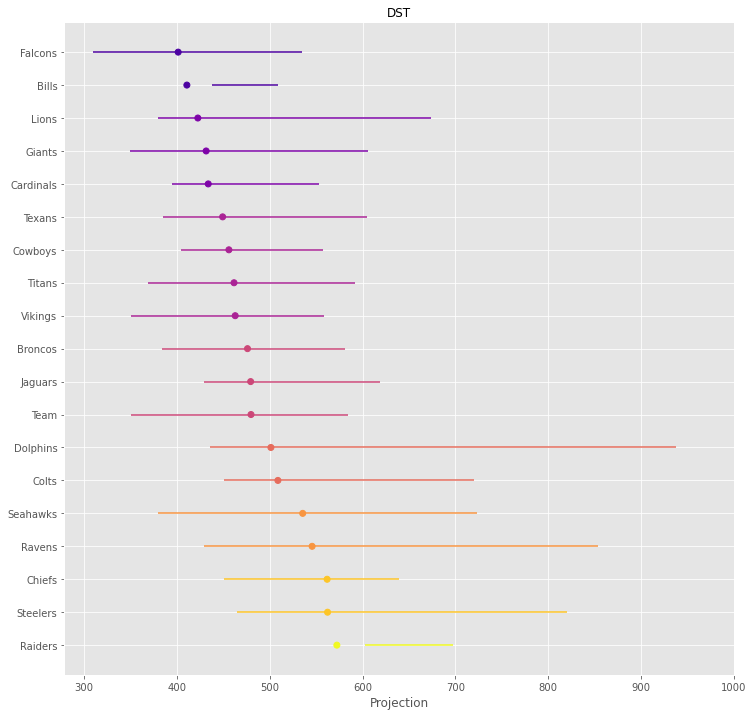 DST
Falcons
Bills
Lions
Giants
Cardinals
Texans
Cowboys
Titans
Vikings
Broncos
Jaguars
Team
Dolphins
Colts
Seahawks
Ravens
Chiefs
Steelers
Raiders
300 400 500 600 700 800 900 1000
Projection